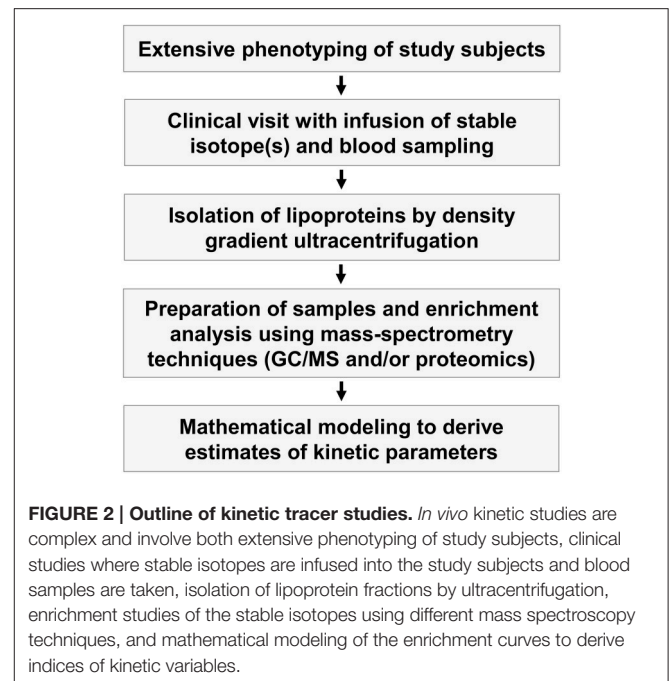 Extensive phenotyping of study subjects
Clinical visit with infusion of stable
isotope(s) and blood sampling
Isolation of lipoproteins by density
gradient ultracentrifugation
Preparation of samples and enrichment
analysis using mass-spectrometry
techniques (GC/MS and/or proteomics)
Mathematical modeling to derive
estimates of kinetic parameters
FIGURE 2 | Outline of kinetic tracer studies. In vivo kinetic studies are
complex and involve both extensive phenotyping of study subjects, clinical
studies where stable isotopes are infused into the study subjects and blood
samples are taken, isolation of lipoprotein fractions by ultracentrifugation,
enrichment studies of the stable isotopes using different mass spectroscopy
techniques, and mathematical modeling of the enrichment curves to derive
indices of kinetic variables.